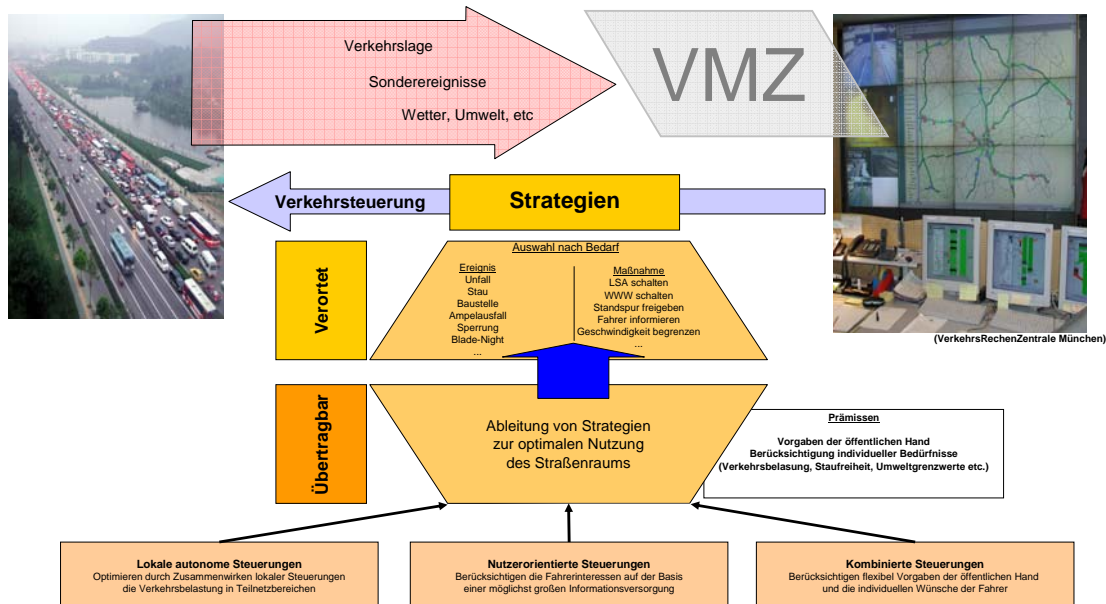 Verkehrslage
Sonderereignisse
Wetter, Umwelt, etc
VMZ
Verkehrsteuerung
Strategien
(VerkehrsRechenZentrale München)
Verortet
Auswahl nach Bedarf
Ereignis
Unfall
Stau
Baustelle
Ampelausfall
Sperrung
Blade-Night
...
Maßnahme
LSA schalten
WWW schalten
Standspur freigeben
Fahrer informieren
Geschwindigkeit begrenzen
...
Übertragbar
Ableitung von Strategien
zur optimalen Nutzung
des Straßenraums
Prämissen
Vorgaben der öffentlichen Hand
Berücksichtigung individueller Bedürfnisse
(Verkehrsbelasung, Staufreiheit, Umweltgrenzwerte etc.)
Lokale autonome Steuerungen
Optimieren durch Zusammenwirken lokaler Steuerungen
die Verkehrsbelastung in Teilnetzbereichen
Nutzerorientierte Steuerungen
Berücksichtigen die Fahrerinteressen auf der Basis
einer möglichst großen Informationsversorgung
Kombinierte Steuerungen
Berücksichtigen flexibel Vorgaben der öffentlichen Hand
und die individuellen Wünsche der Fahrer